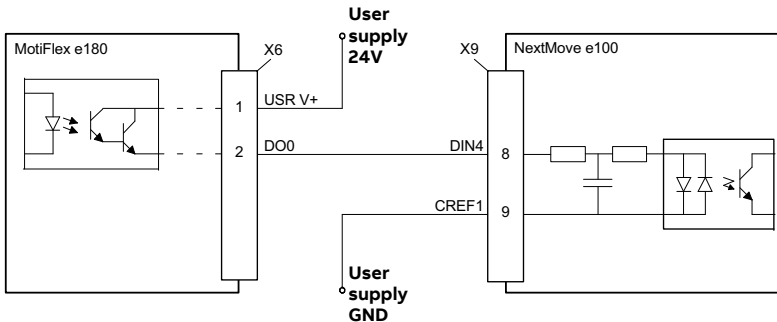 User
supply
24V
MotiFlex e180
X6
X9
NextMove e100
1
USR V+
2
DO0
DIN4
8
CREF1
9
User
supply
GND